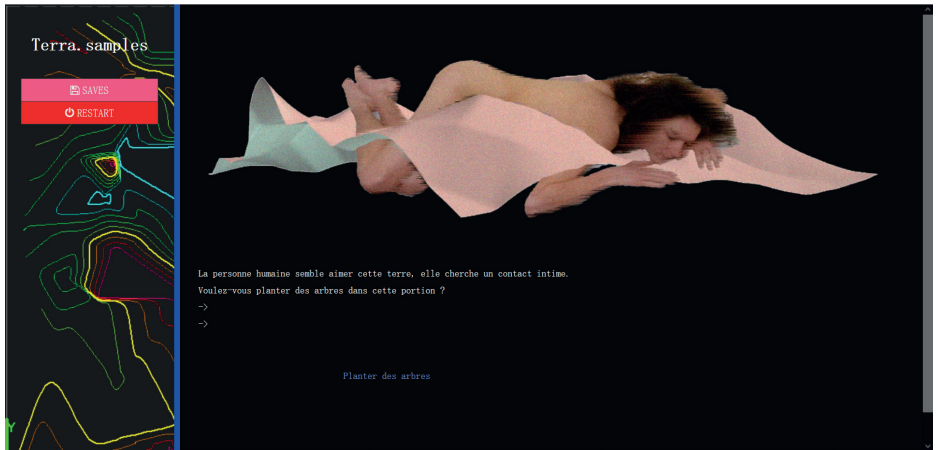 Terra.samples
SAVES
RESTART
La personne humaine semble aimer cette terre, elle cherche un contact intime.
Voulez-vous planter des arbres dans cette portion ?
->
->
Planter des arbres